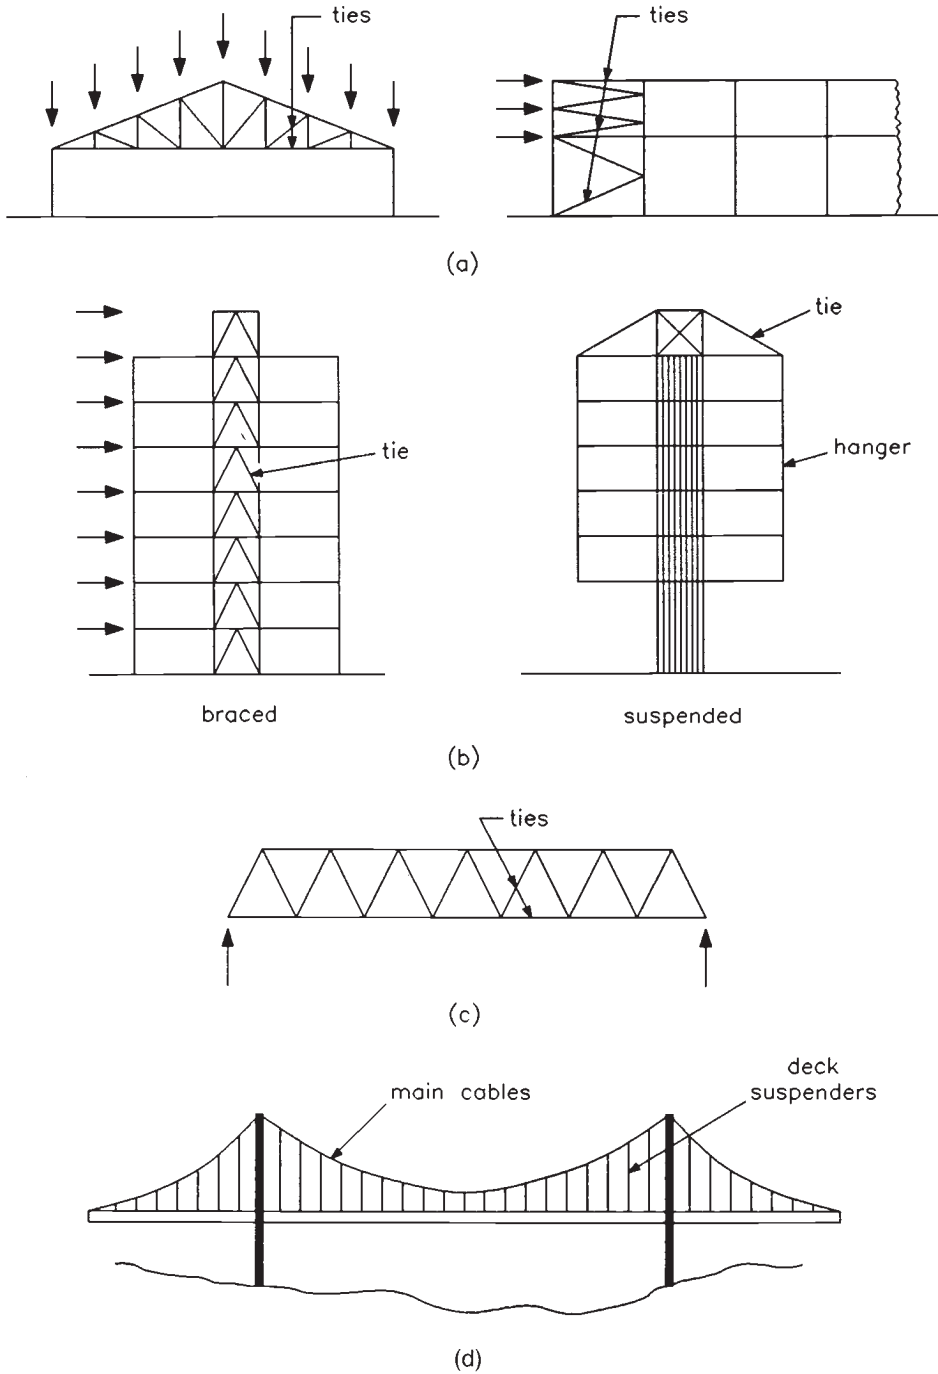 ties
ties
(a)
tie
tie
hanger
braced
suspended
(b)
ties
(c)
deck
suspenders
main cables
(d)